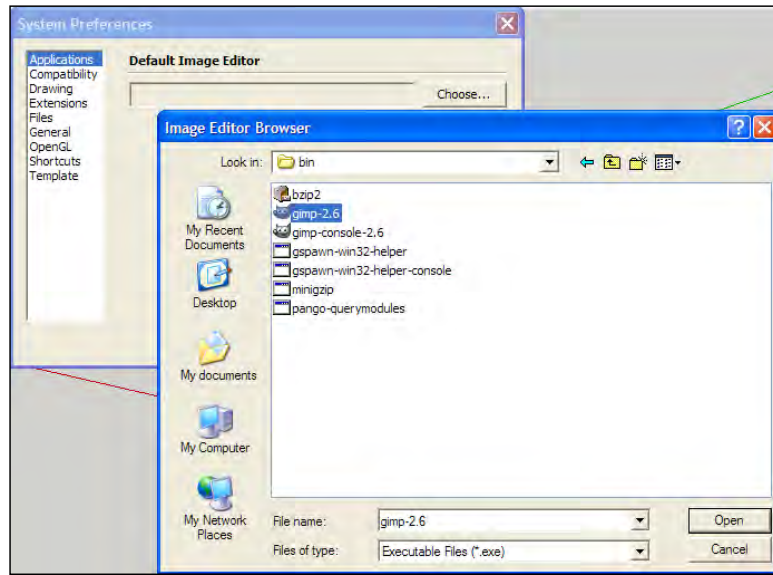 System Preferences
Applications
Compatibility
Drawing
Extensions
Files
General
OpenGL
Shortcuts
Template
Default Image Editor
Choose...
Image Editor Browser
Look in:
bin
My Recent
Documents
Desktop
My documents
My Computer
My Network
Places
bzip2
gimp-2.6
gimp-console-2.6
gspawn-win32-helper
gspawn-win32-helper-console
minigzip
pango-querymodules
File name:
gimp-2.6
Open
Files of type:
Executable Files (*.exe)
Cancel